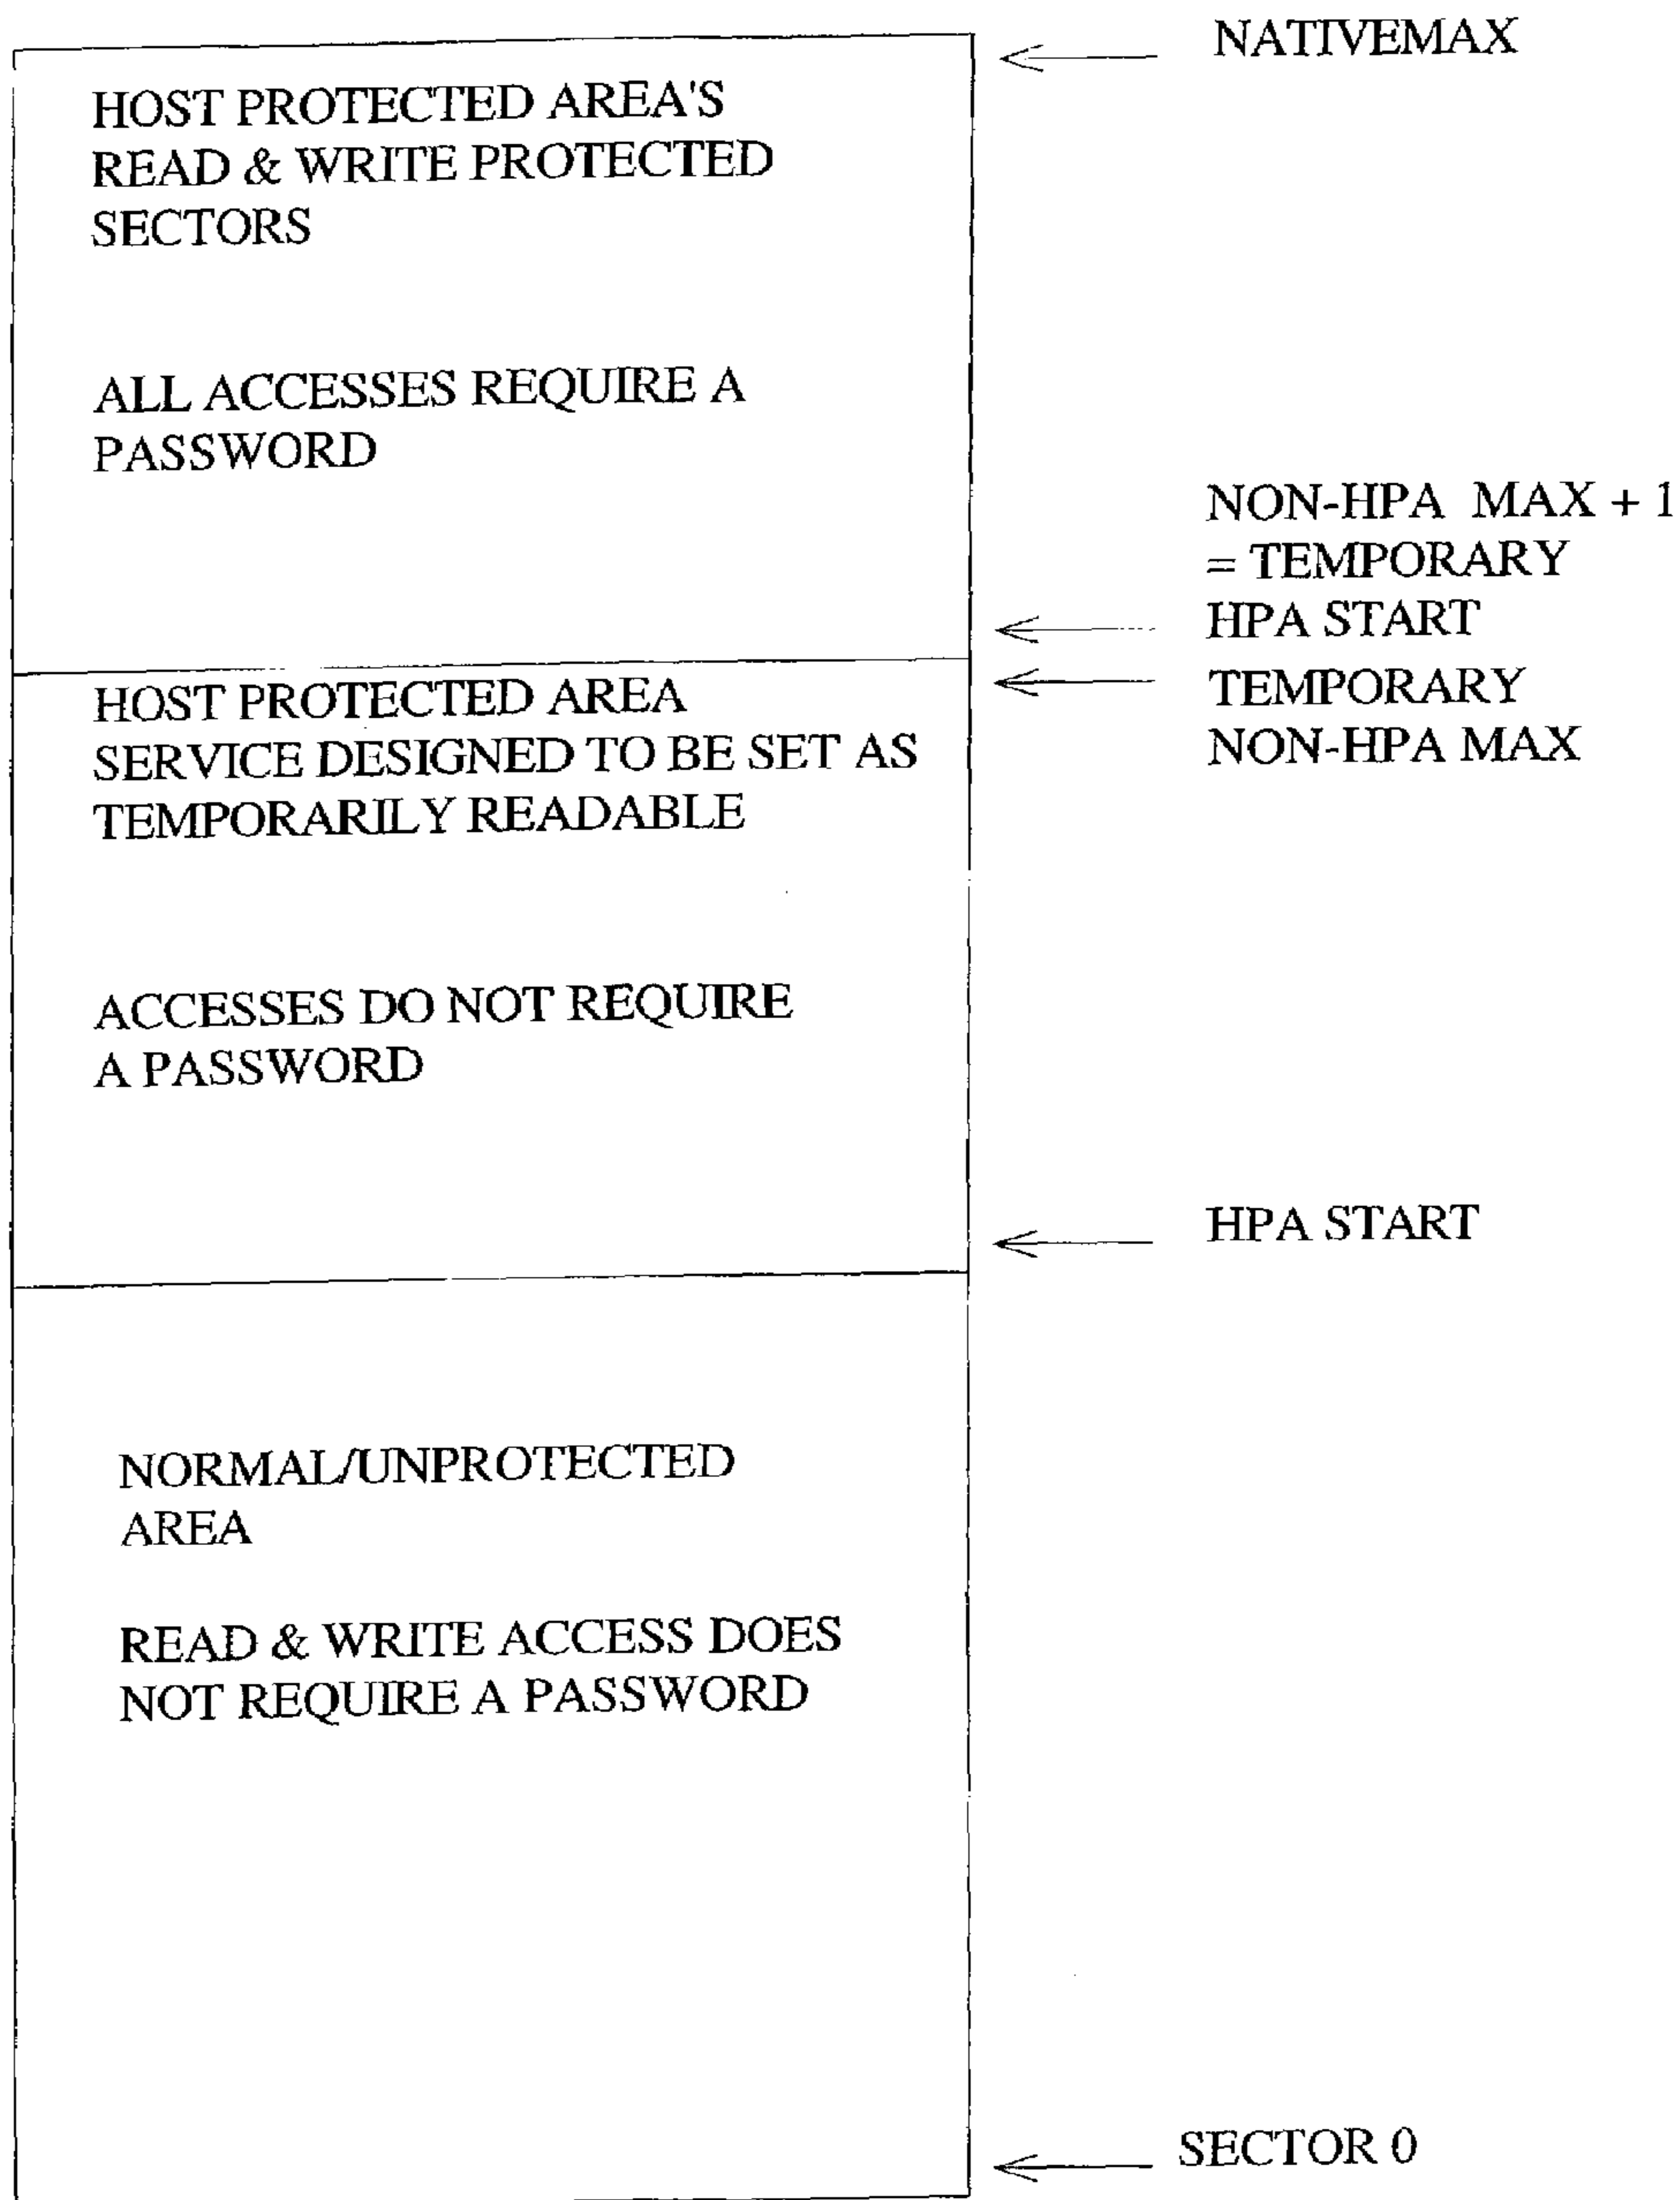 NATIVEMAX
HOST PROTECTED AREA'S
READ & WRITE PROTECTED
SECTORS
ALL ACCESSES REQUIRE A
PASSWORD
NON-HPA MAX + 1
= TEMPORARY
HPA START
TEMPORARY
NON-HPA MAX
HOST PROTECTED AREA
SERVICE DESIGNED TO BE SET AS
TEMPORARILY READABLE
ACCESSES DO NOT REQUIRE
A PASSWORD
HPA START
NORMAL/UNPROTECTED
AREA
READ & WRITE ACCESS DOES
NOT REQUIRE A PASSWORD
SECTOR 0